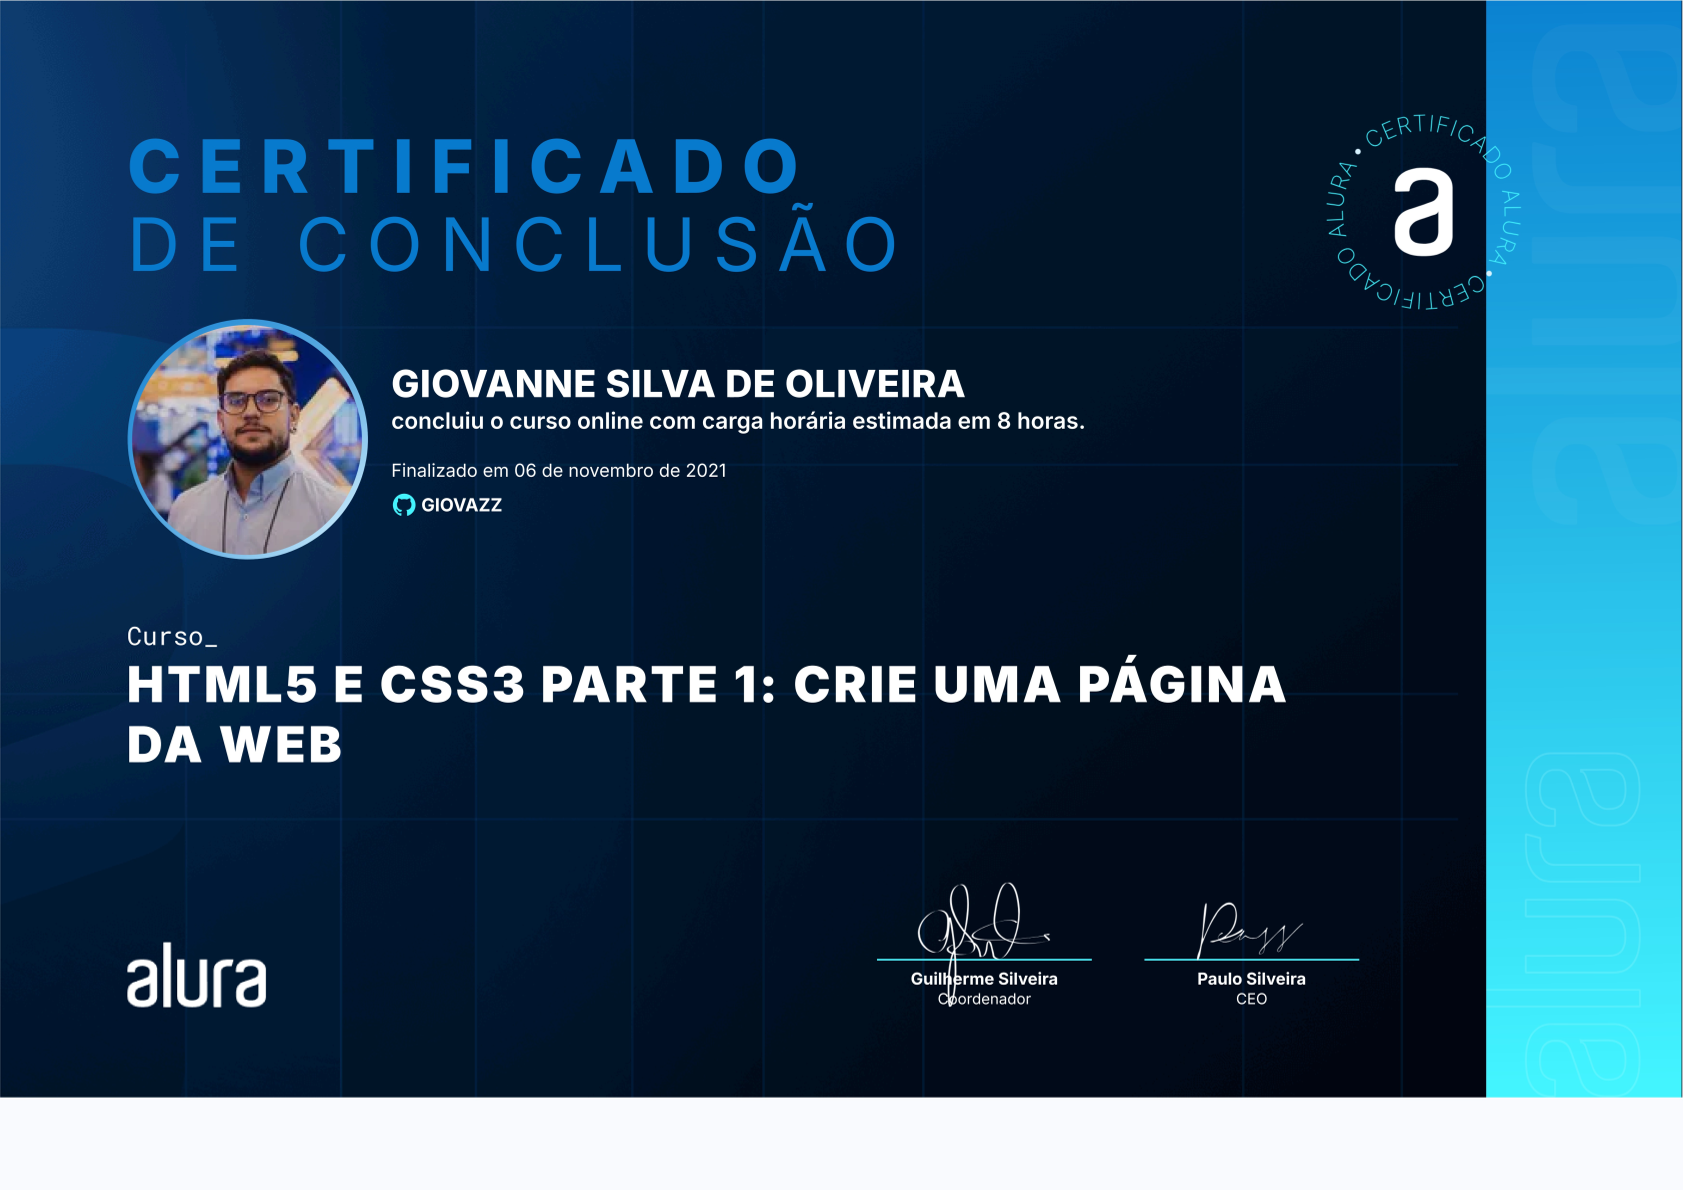 CERTIFICADO
DE CONCLUSÃO
CERTIFICADO ALURA • CERTIFICADO ALURA •
a
GIOVANNE SILVA DE OLIVEIRA
concluiu o curso online com carga horária estimada em 8 horas.
Finalizado em 06 de novembro de 2021
GIOVAZZ
Curso_
HTML5 E CSS3 PARTE 1: CRIE UMA PÁGINA
DA WEB
alura
Guilherme Silveira
Coordenador
Paulo Silveira
CEO
alura
alura